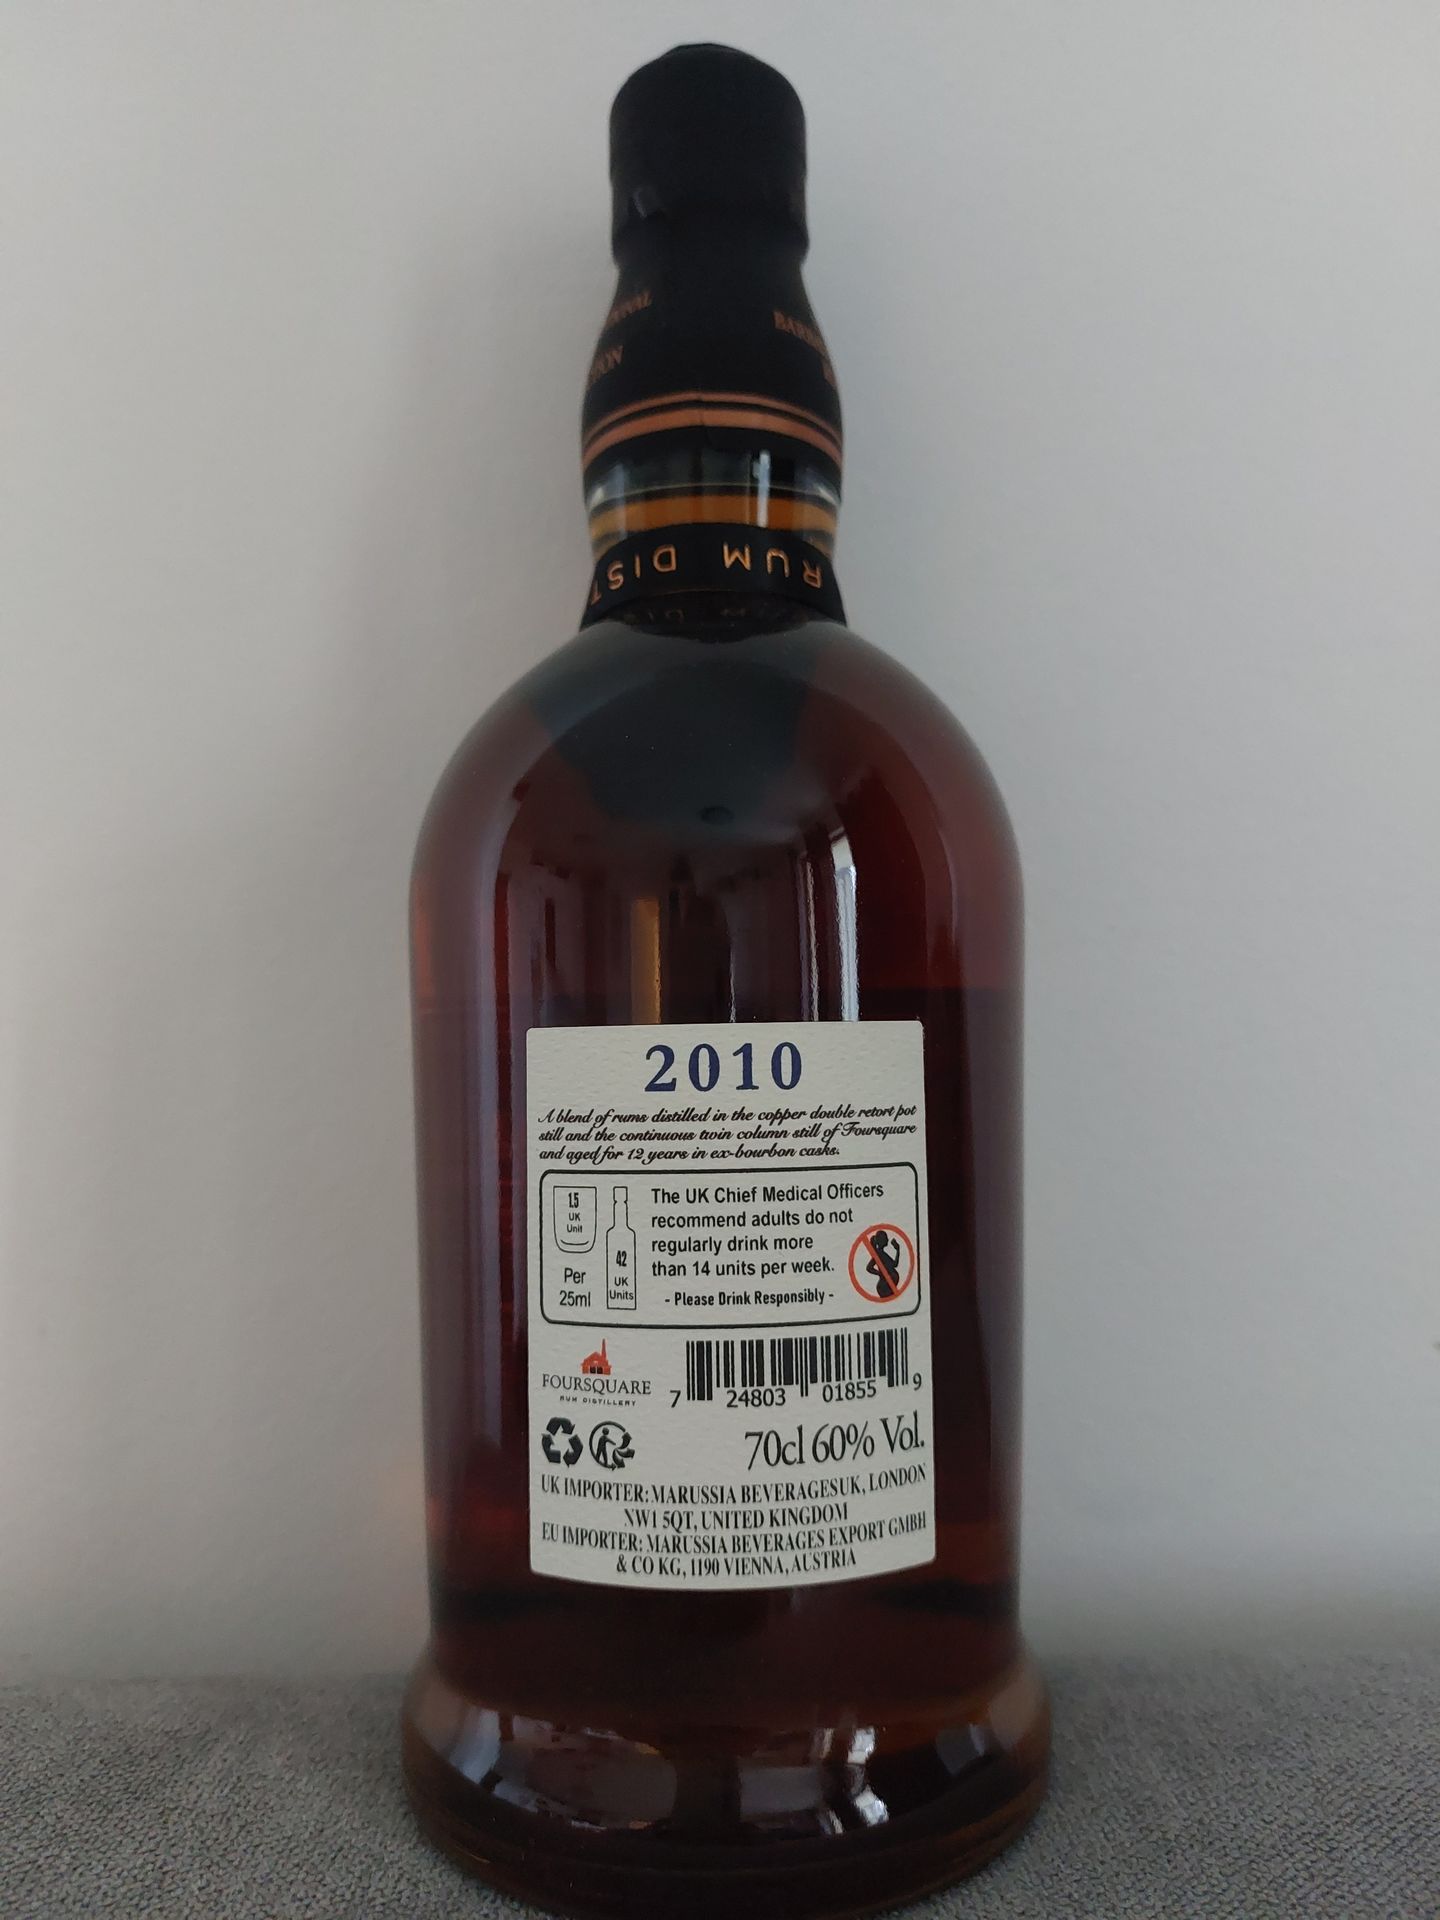 RUM DIST
2010
A blend of rums distilled in the copper double retort pot
still and the continuous twin column still of Foursquare
and aged for 12 years in ex-bourbon casks.
1.5
UK
Unit
Per
25ml
42
UK
Units
The UK Chief Medical Officers
recommend adults do not
regularly drink more
than 14 units per week.
- Please Drink Responsibly -
FOURSQUARE
RUM DISTILLERY
7 24803 01855 9
70cl 60% Vol.
UK IMPORTER: MARUSSIA BEVERAGESUK, LONDON
NW1 5QT, UNITED KINGDOM
EU IMPORTER: MARUSSIA BEVERAGES EXPORT GMBH
& CO KG, 1190 VIENNA, AUSTRIA